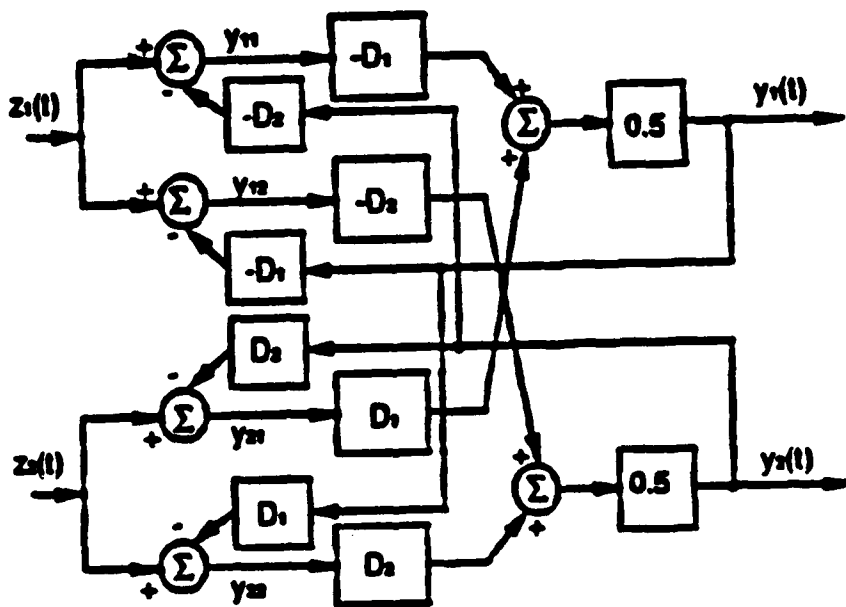 + Σ - y₁₁ -D₁
z₁(t) -D₂
+ Σ + 0.5 y₁(t)
+ Σ - y₁₂ -D₂
-D₁
D₂
- Σ + y₂₁ D₁
z₂(t)
+ Σ + 0.5 y₂(t)
D₁
- Σ + y₂₂ D₂